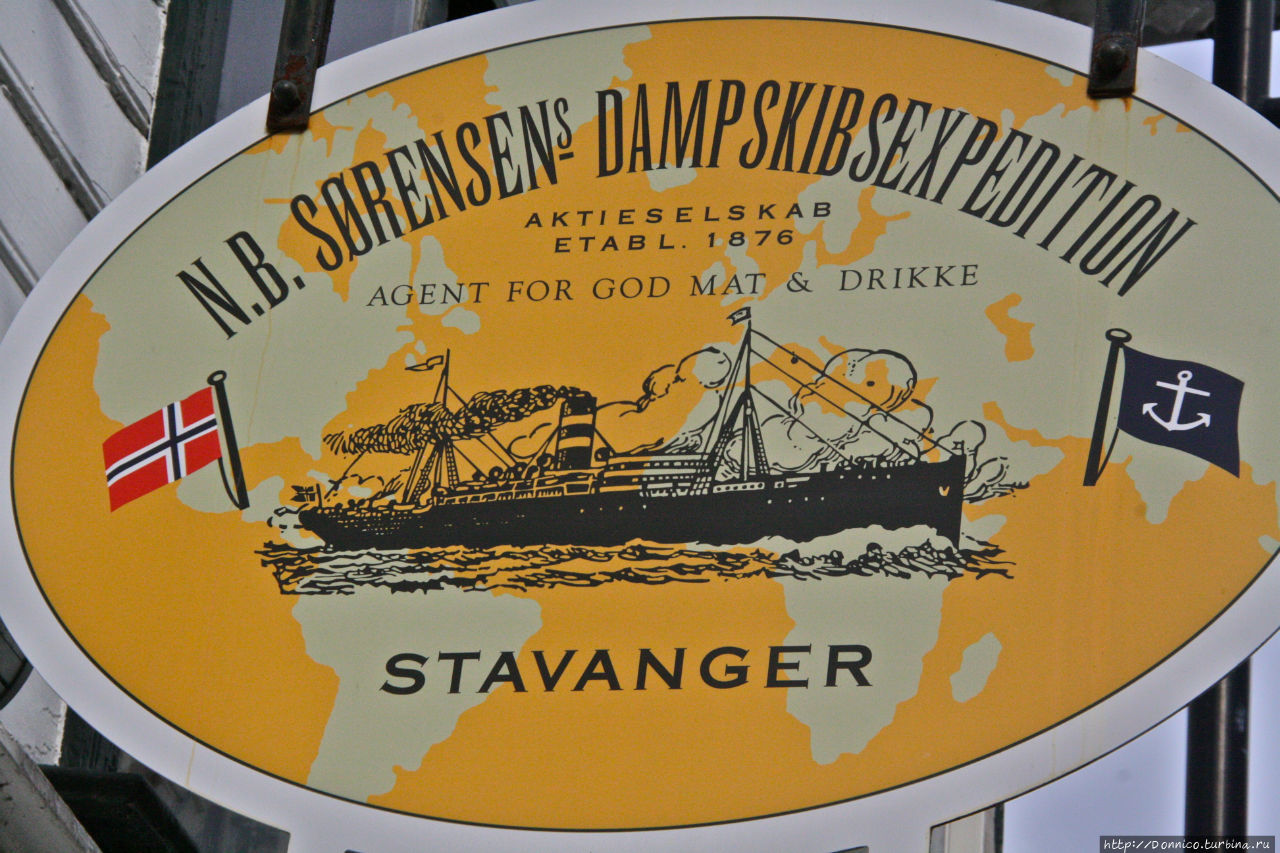 N.B. SØRENSENS DAMPSKIBSEXPEDITION
AKTIESELSKAB
ETABL. 1876
AGENT FOR GOD MAT & DRIKKE
STAVANGER
http://Donnico.turbina.ru